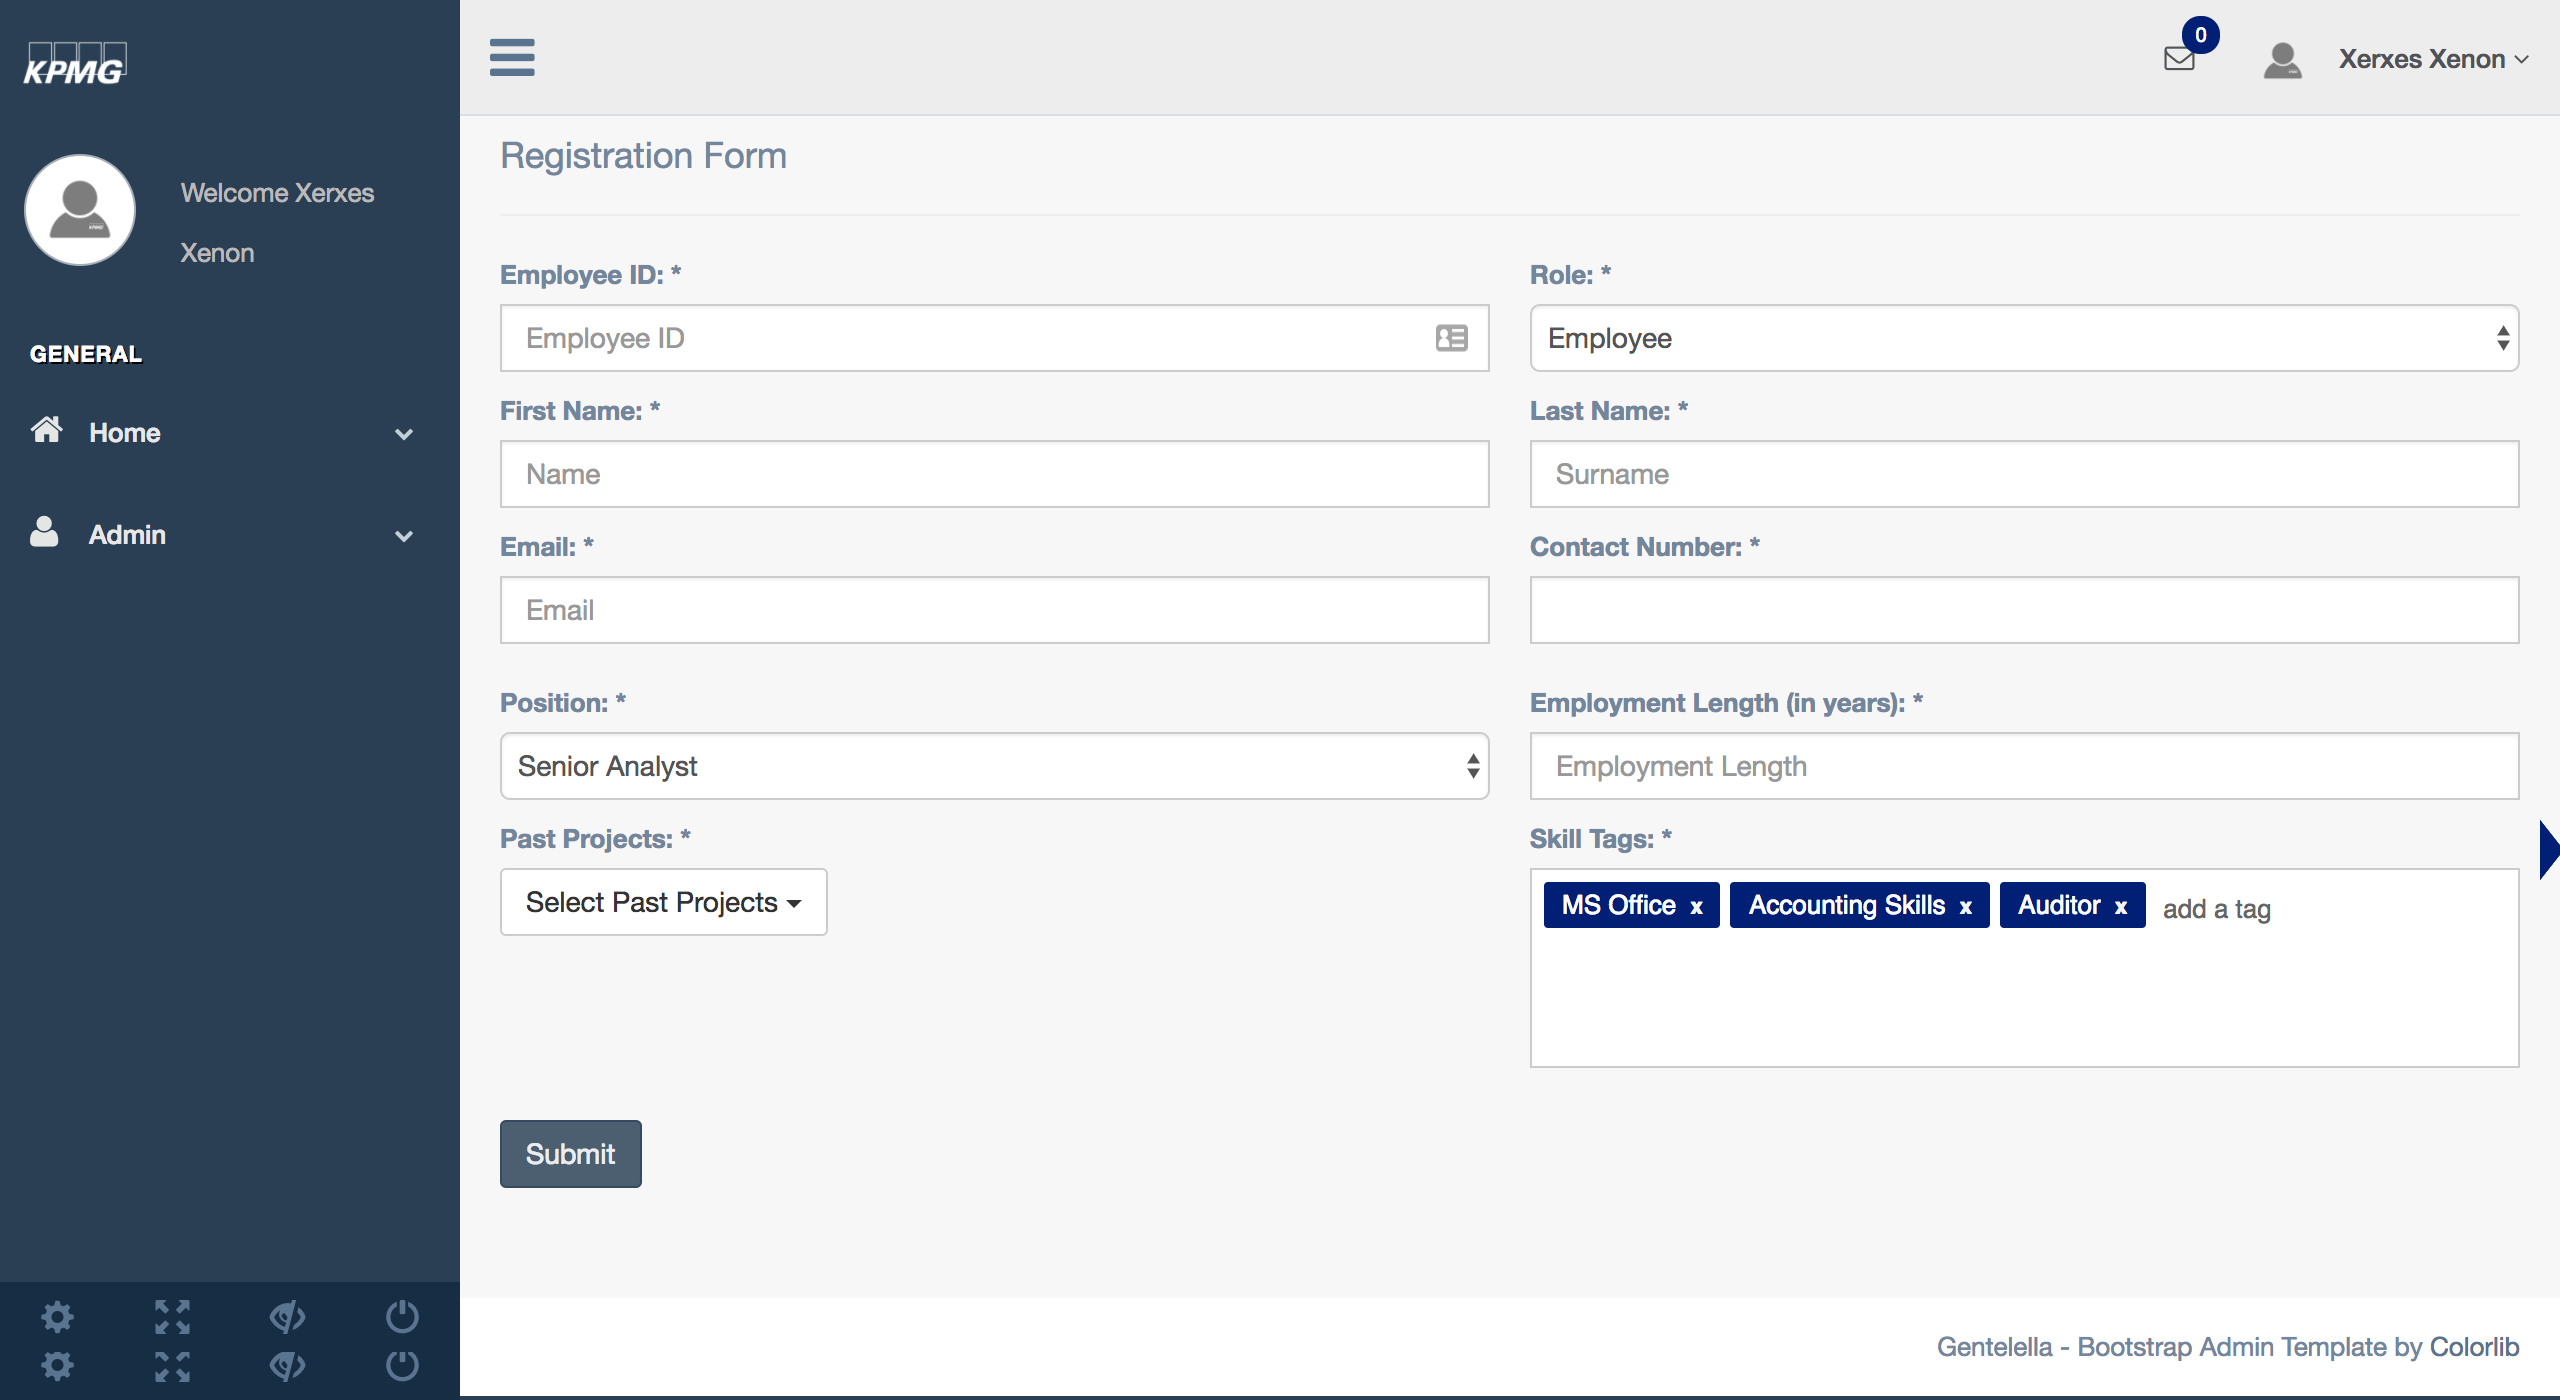 KPMG
0
Xerxes Xenon
Welcome Xerxes
Xenon
GENERAL
Home
Admin
Registration Form
Employee ID: *
Role: *
Employee ID
Employee
First Name: *
Last Name: *
Name
Surname
Email: *
Contact Number: *
Email
Position: *
Employment Length (in years): *
Senior Analyst
Employment Length
Past Projects: *
Skill Tags: *
Select Past Projects
MS Office x Accounting Skills x Auditor x add a tag
Submit
Gentelella - Bootstrap Admin Template by Colorlib